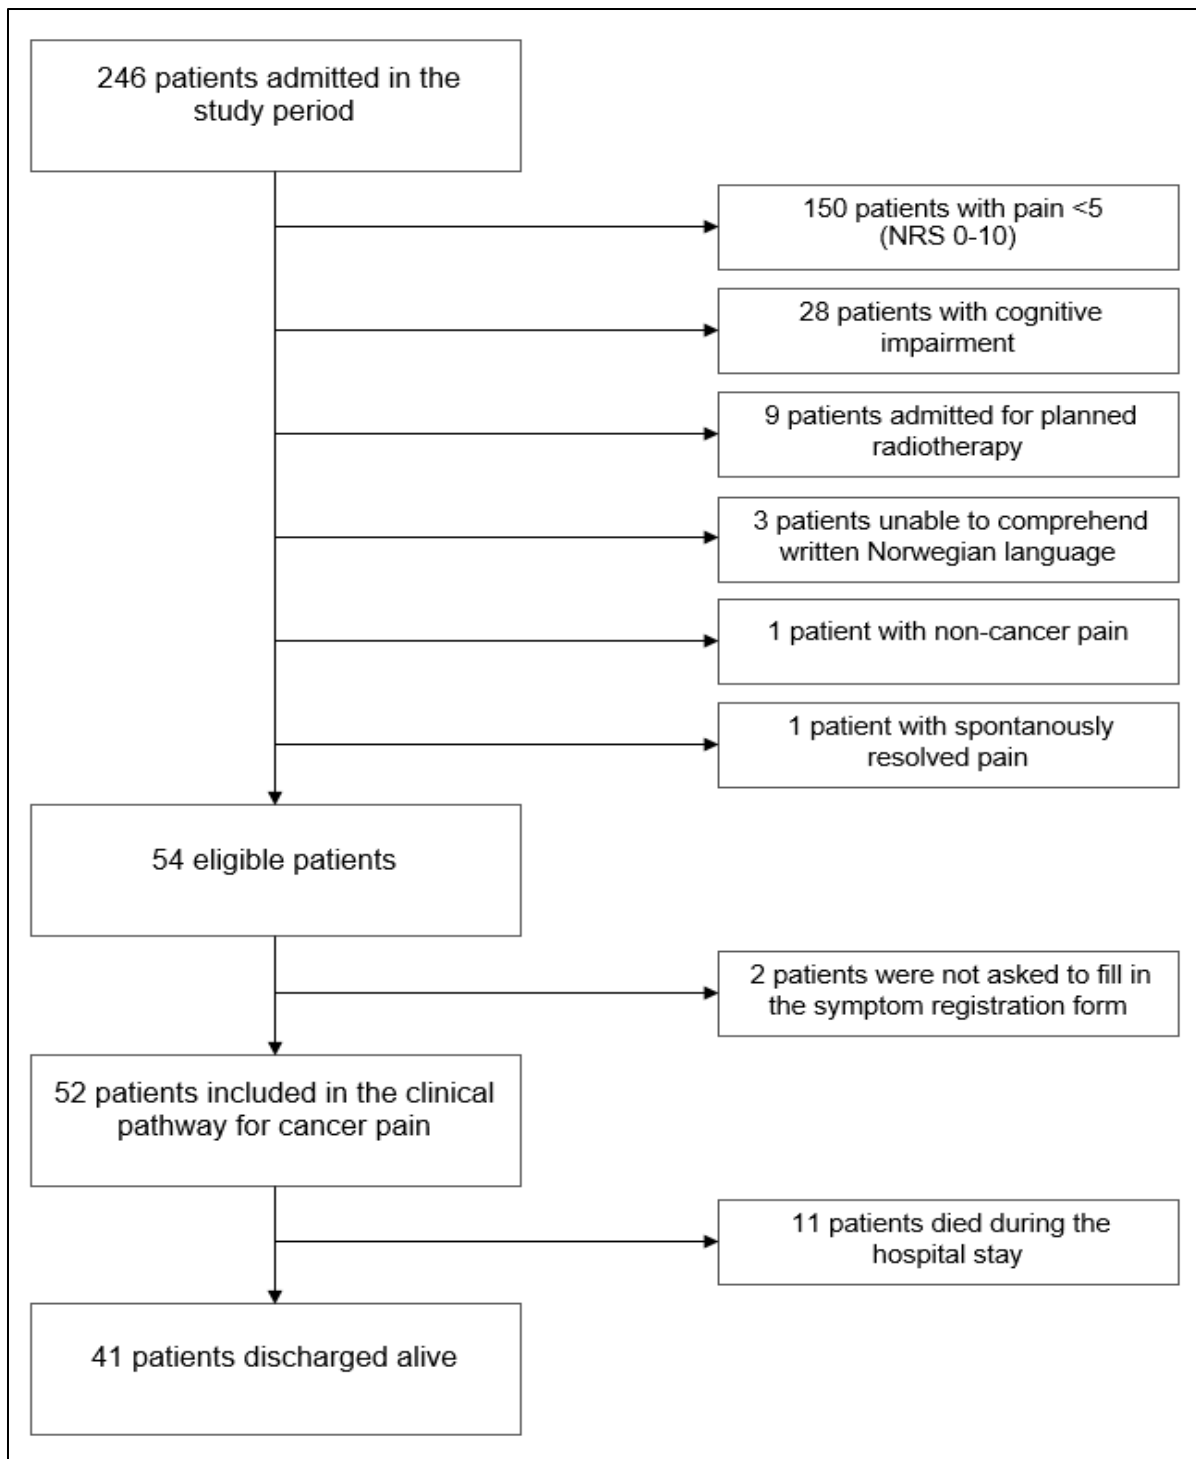 246 patients admitted in the
study period
150 patients with pain <5
(NRS 0-10)
28 patients with cognitive
impairment
9 patients admitted for planned
radiotherapy
3 patients unable to comprehend
written Norwegian language
1 patient with non-cancer pain
1 patient with spontanously
resolved pain
54 eligible patients
2 patients were not asked to fill in
the symptom registration form
52 patients included in the clinical
pathway for cancer pain
11 patients died during the
hospital stay
41 patients discharged alive